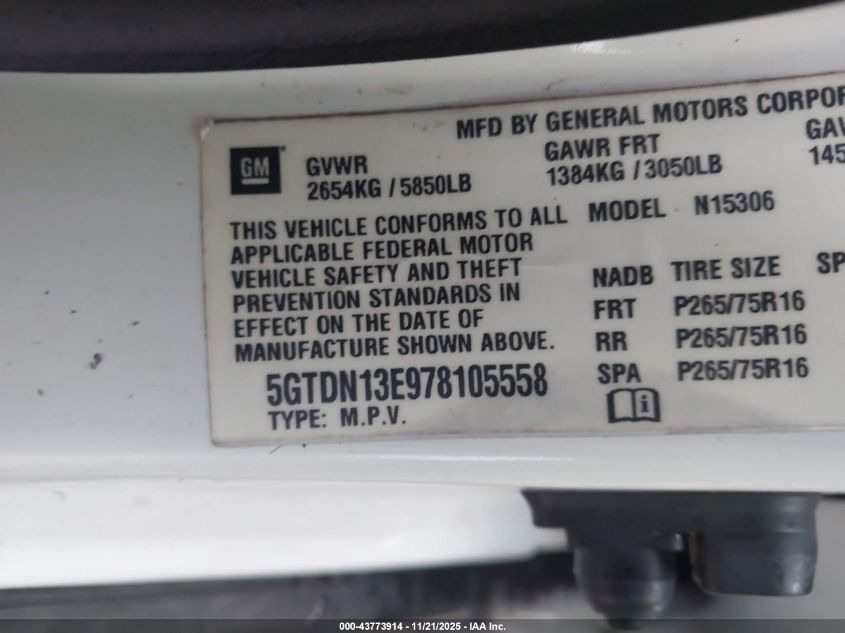 MFD BY GENERAL MOTORS CORPOR
GM
GVWR
2654KG / 5850LB
GAWR FRT
1384KG / 3050LB
GAW
145
THIS VEHICLE CONFORMS TO ALL
APPLICABLE FEDERAL MOTOR
VEHICLE SAFETY AND THEFT
PREVENTION STANDARDS IN
EFFECT ON THE DATE OF
MANUFACTURE SHOWN ABOVE.
MODEL N15306
NADB TIRE SIZE SP
FRT P265/75R16
RR P265/75R16
SPA P265/75R16
5GTDN13E978105558
TYPE: M.P.V.
i
000-43773914 - 11/21/2025 - IAA Inc.